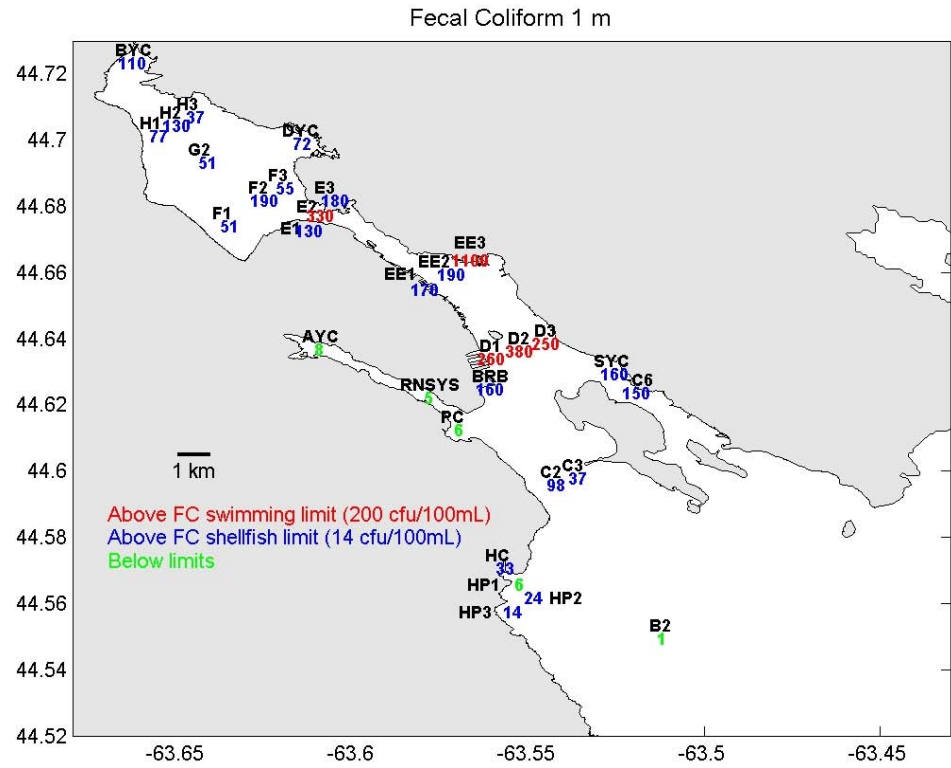 Fecal Coliform 1 m
44.72
44.7
44.68
44.66
44.64
44.62
44.6
44.58
44.56
44.54
44.52
BYC
110
H3
37
H2
130
H1
77
DYC
72
G2
51
F3
55
F2
190
E3
180
E2
330
F1
51
E1
130
EE3
1100
EE2
190
EE1
170
AYC
8
D3
250
D2
380
D1
260
SYC
160
C6
150
BRB
160
RNSYS
5
PC
6
1 km
C3
37
C2
98
Above FC swimming limit (200 cfu/100mL)
Above FC shellfish limit (14 cfu/100mL)
Below limits
HC
33
HP1
6
24 HP2
HP3
14
B2
1
-63.65 -63.6 -63.55 -63.5 -63.45